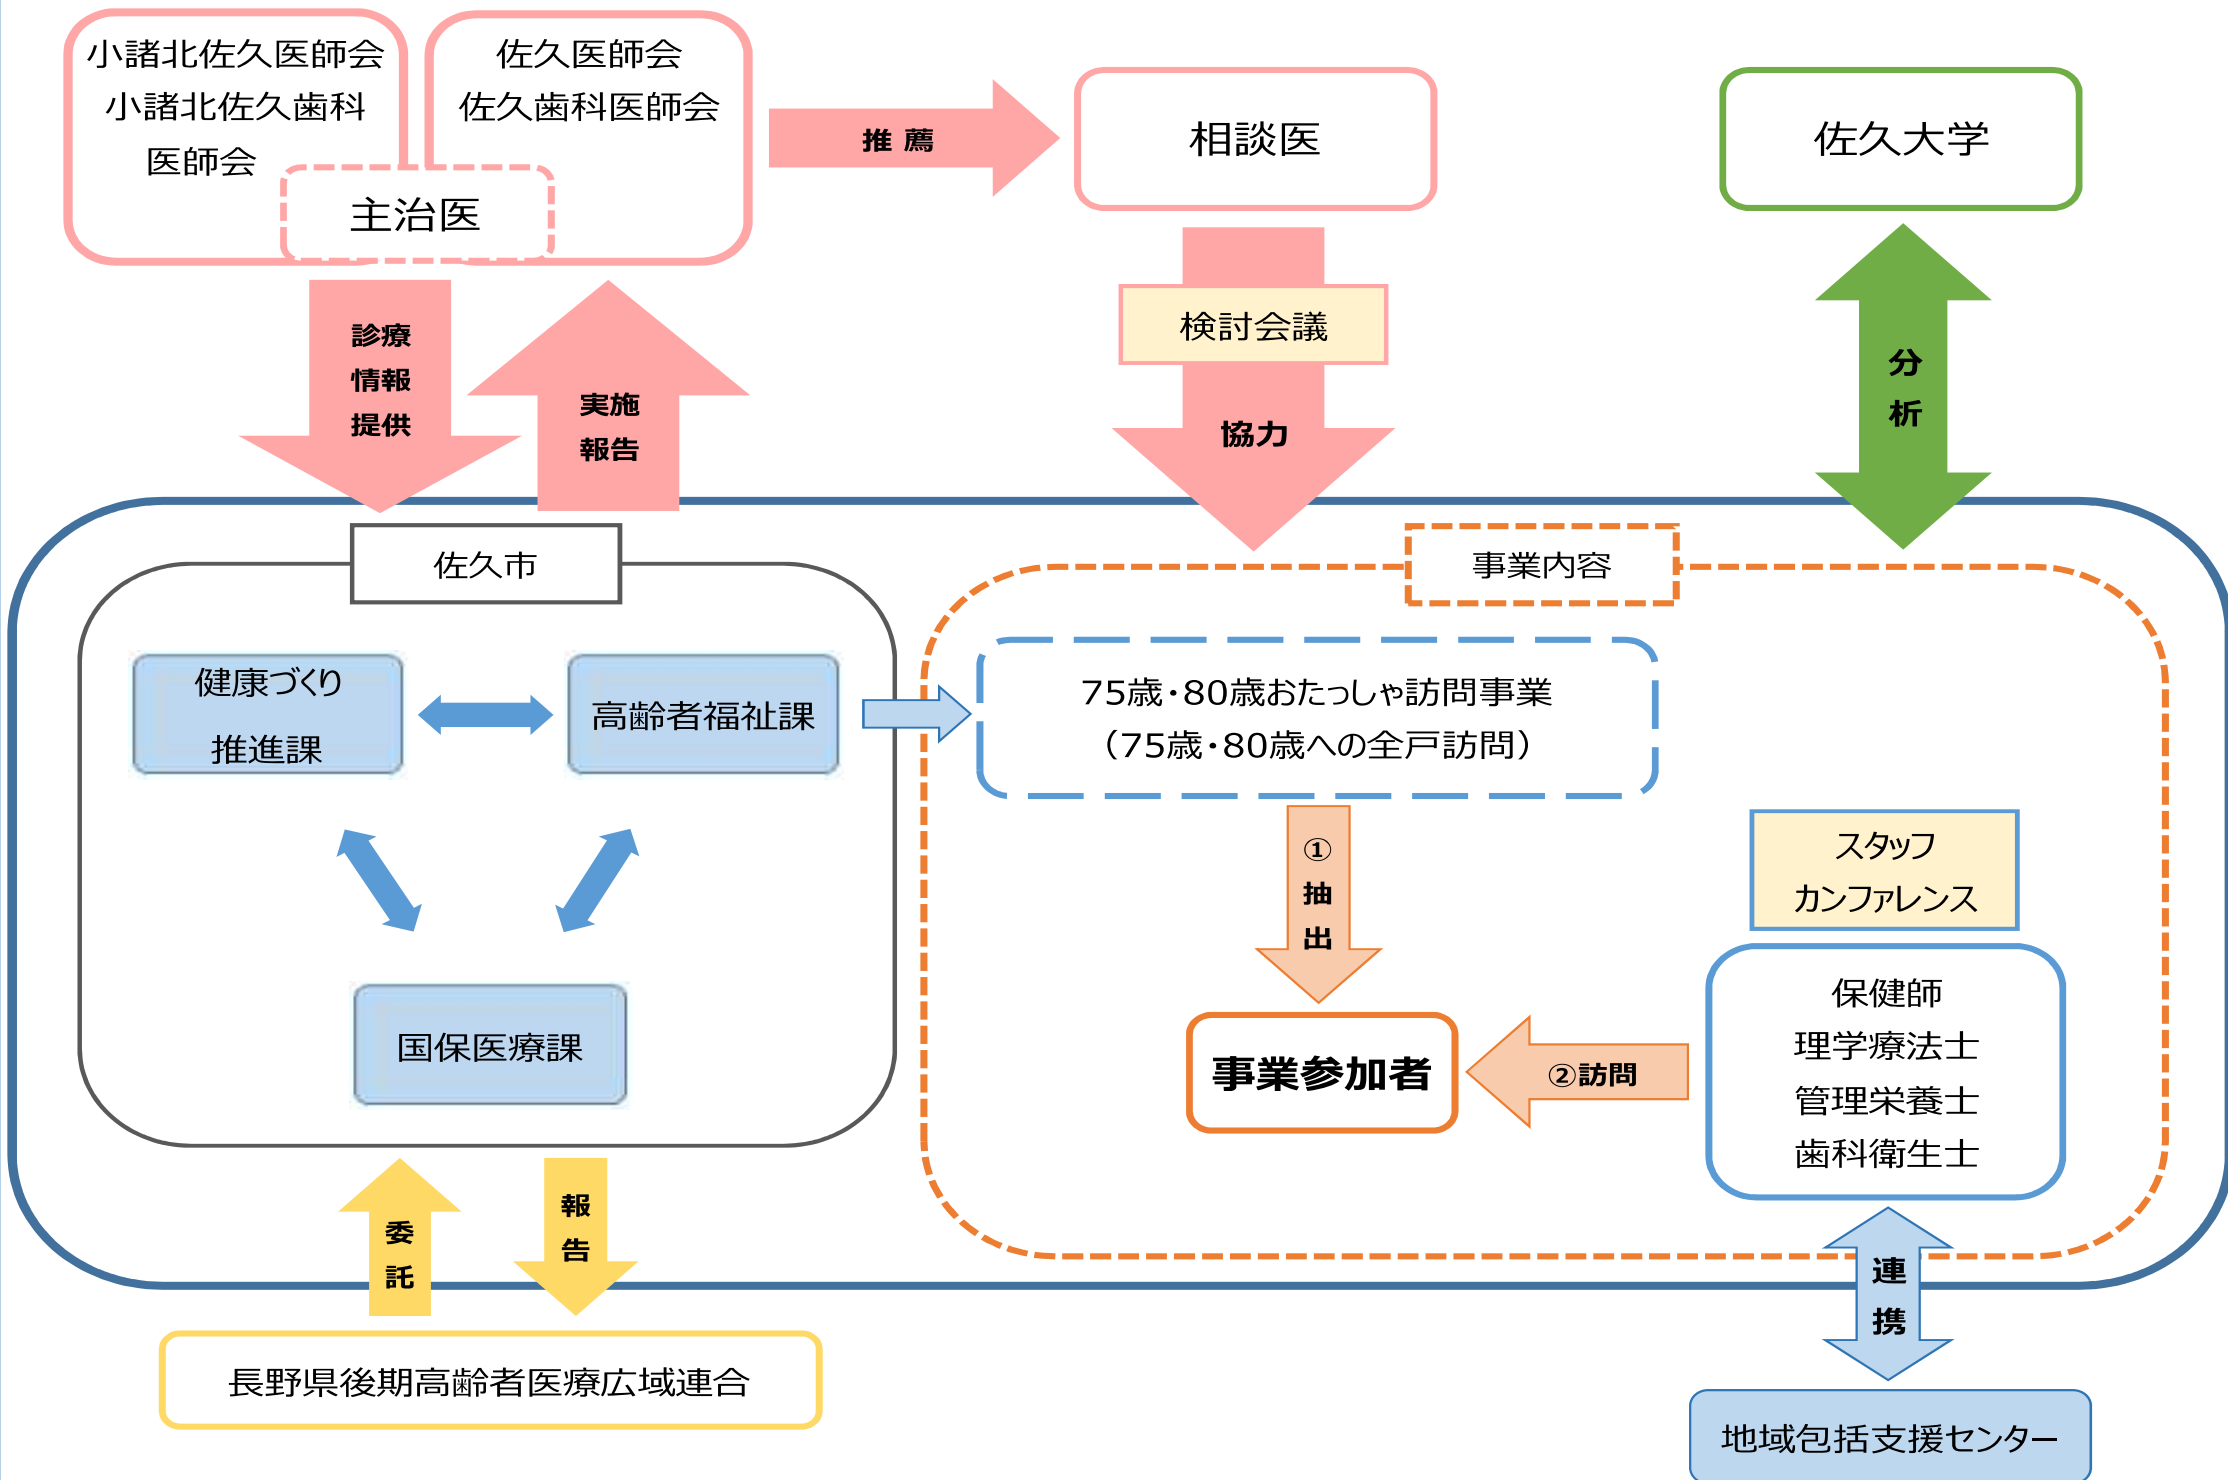 小諸北佐久医師会
小諸北佐久歯科
医師会
佐久医師会
佐久歯科医師会
主治医
推 薦
相談医
佐久大学
診療
情報
提供
実施
報告
検討会議
協力
分
析
佐久市
健康づくり
推進課
高齢者福祉課
国保医療課
事業内容
75歳・80歳おたっしゃ訪問事業
（75歳・80歳への全戸訪問）
①
抽
出
スタッフ
カンファレンス
事業参加者
②訪問
保健師
理学療法士
管理栄養士
歯科衛生士
委
託
報
告
連
携
長野県後期高齢者医療広域連合
地域包括支援センター